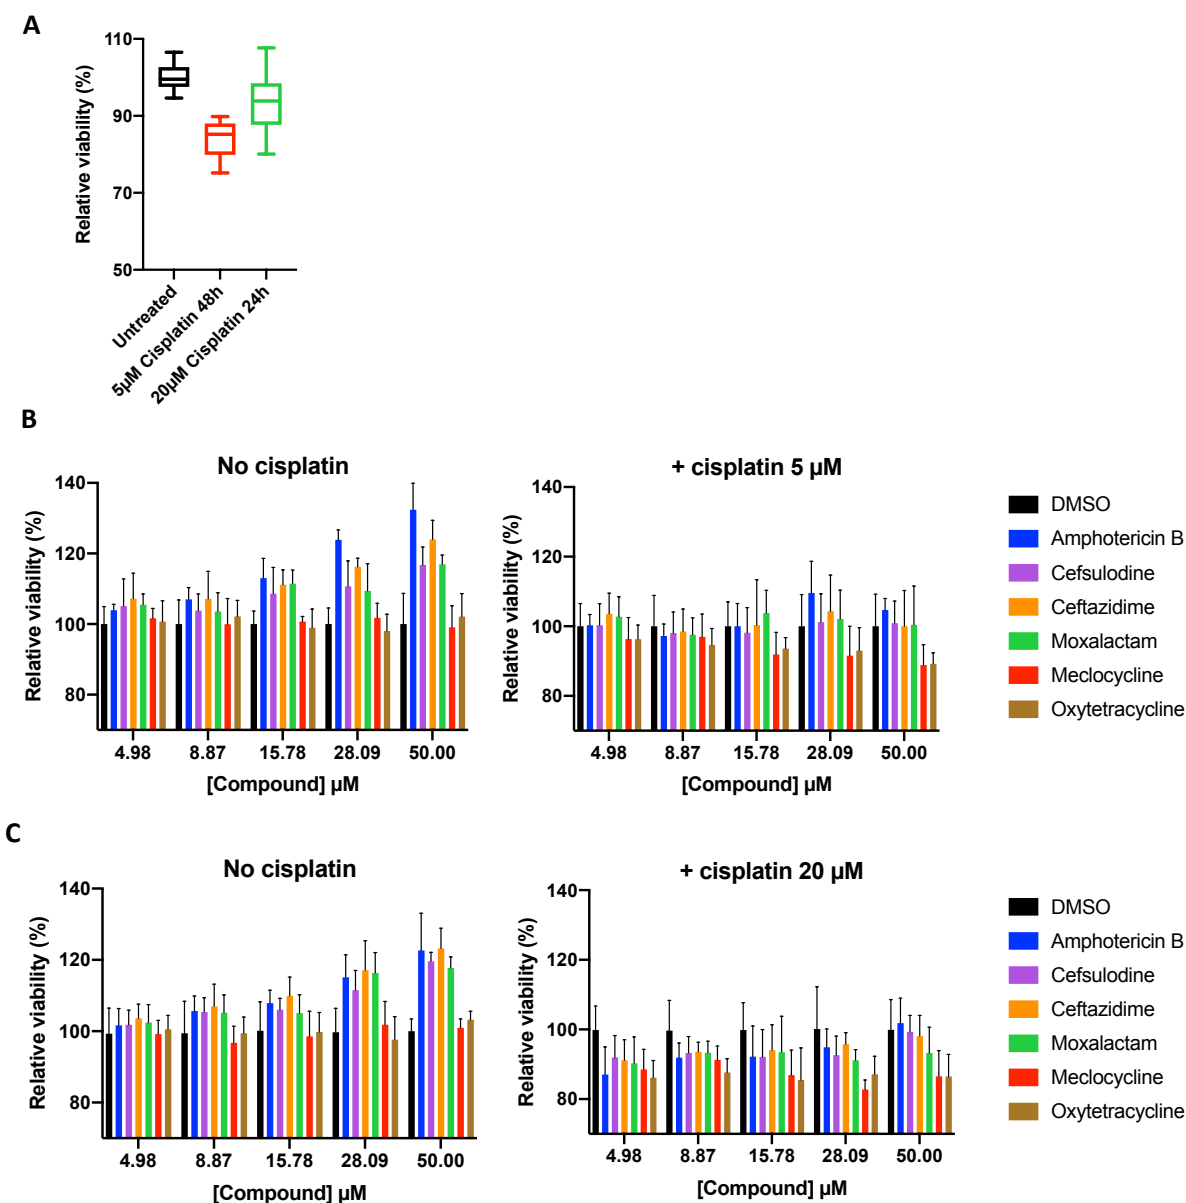 A
110
90
70
50
Relative viability (%)
Untreated
5µM Cisplatin 48h
20µM Cisplatin 24h
B
No cisplatin
140
120
100
80
Relative viability (%)
4.98 8.87 15.78 28.09 50.00
[Compound] µM
+ cisplatin 5 µM
140
120
100
80
Relative viability (%)
4.98 8.87 15.78 28.09 50.00
[Compound] µM
DMSO
Amphotericin B
Cefsulodine
Ceftazidime
Moxalactam
Meclocycline
Oxytetracycline
C
No cisplatin
140
120
100
80
Relative viability (%)
4.98 8.87 15.78 28.09 50.00
[Compound] µM
+ cisplatin 20 µM
140
120
100
80
Relative viability (%)
4.98 8.87 15.78 28.09 50.00
[Compound] µM
DMSO
Amphotericin B
Cefsulodine
Ceftazidime
Moxalactam
Meclocycline
Oxytetracycline